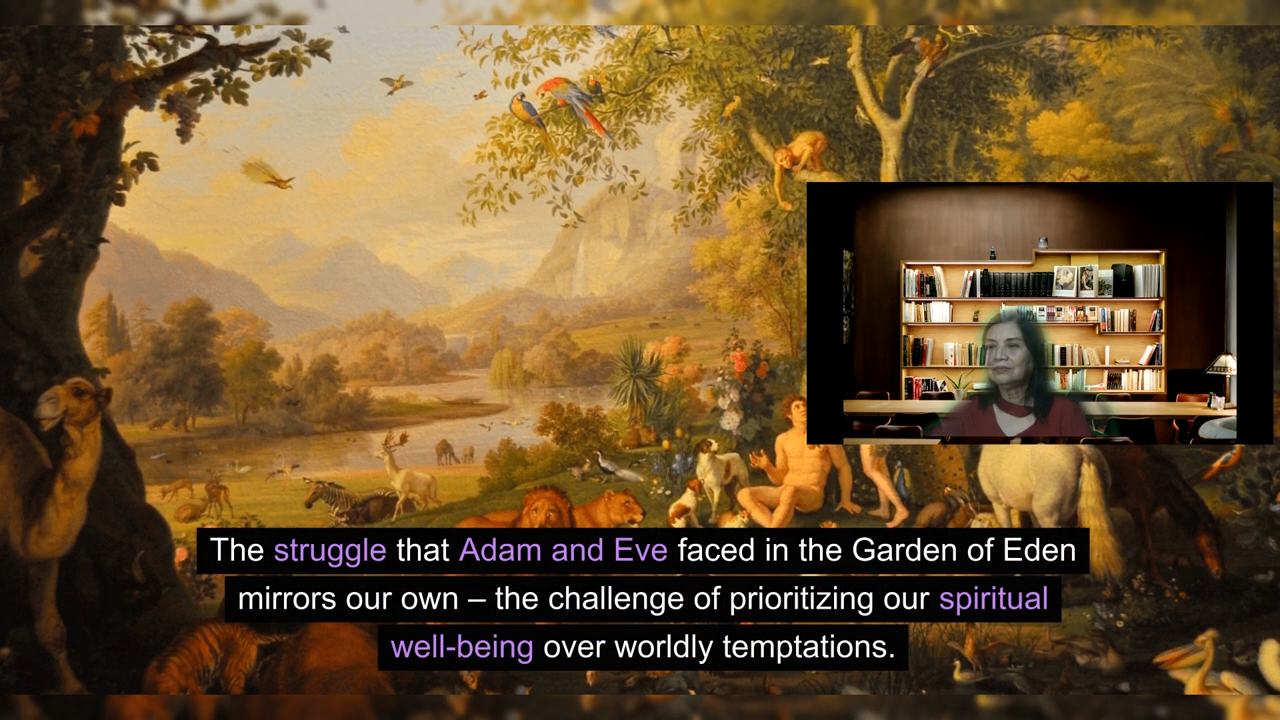 The struggle that Adam and Eve faced in the Garden of Eden
mirrors our own – the challenge of prioritizing our spiritual
well-being over worldly temptations.